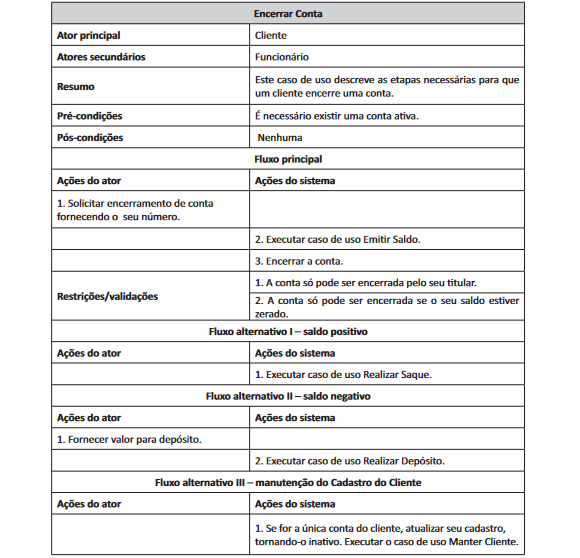 Encerrar Conta
Ator principal
Cliente
Atores secundários
Funcionário
Resumo
Este caso de uso descreve as etapas necessárias para que
um cliente encerre uma conta.
Pré-condições
É necessário existir uma conta ativa.
Pós-condições
Nenhuma
Fluxo principal
Ações do ator
Ações do sistema
1. Solicitar encerramento de conta
fornecendo o seu número.
2. Executar caso de uso Emitir Saldo.
3. Encerrar a conta.
Restrições/validações
1. A conta só pode ser encerrada pelo seu titular.
2. A conta só pode ser encerrada se o seu saldo estiver
zerado.
Fluxo alternativo I – saldo positivo
Ações do ator
Ações do sistema
1. Executar caso de uso Realizar Saque.
Fluxo alternativo II – saldo negativo
Ações do ator
Ações do sistema
1. Fornecer valor para depósito.
2. Executar caso de uso Realizar Depósito.
Fluxo alternativo III – manutenção do Cadastro do Cliente
Ações do ator
Ações do sistema
1. Se for a única conta do cliente, atualizar seu cadastro,
tornando-o inativo. Executar o caso de uso Manter Cliente.